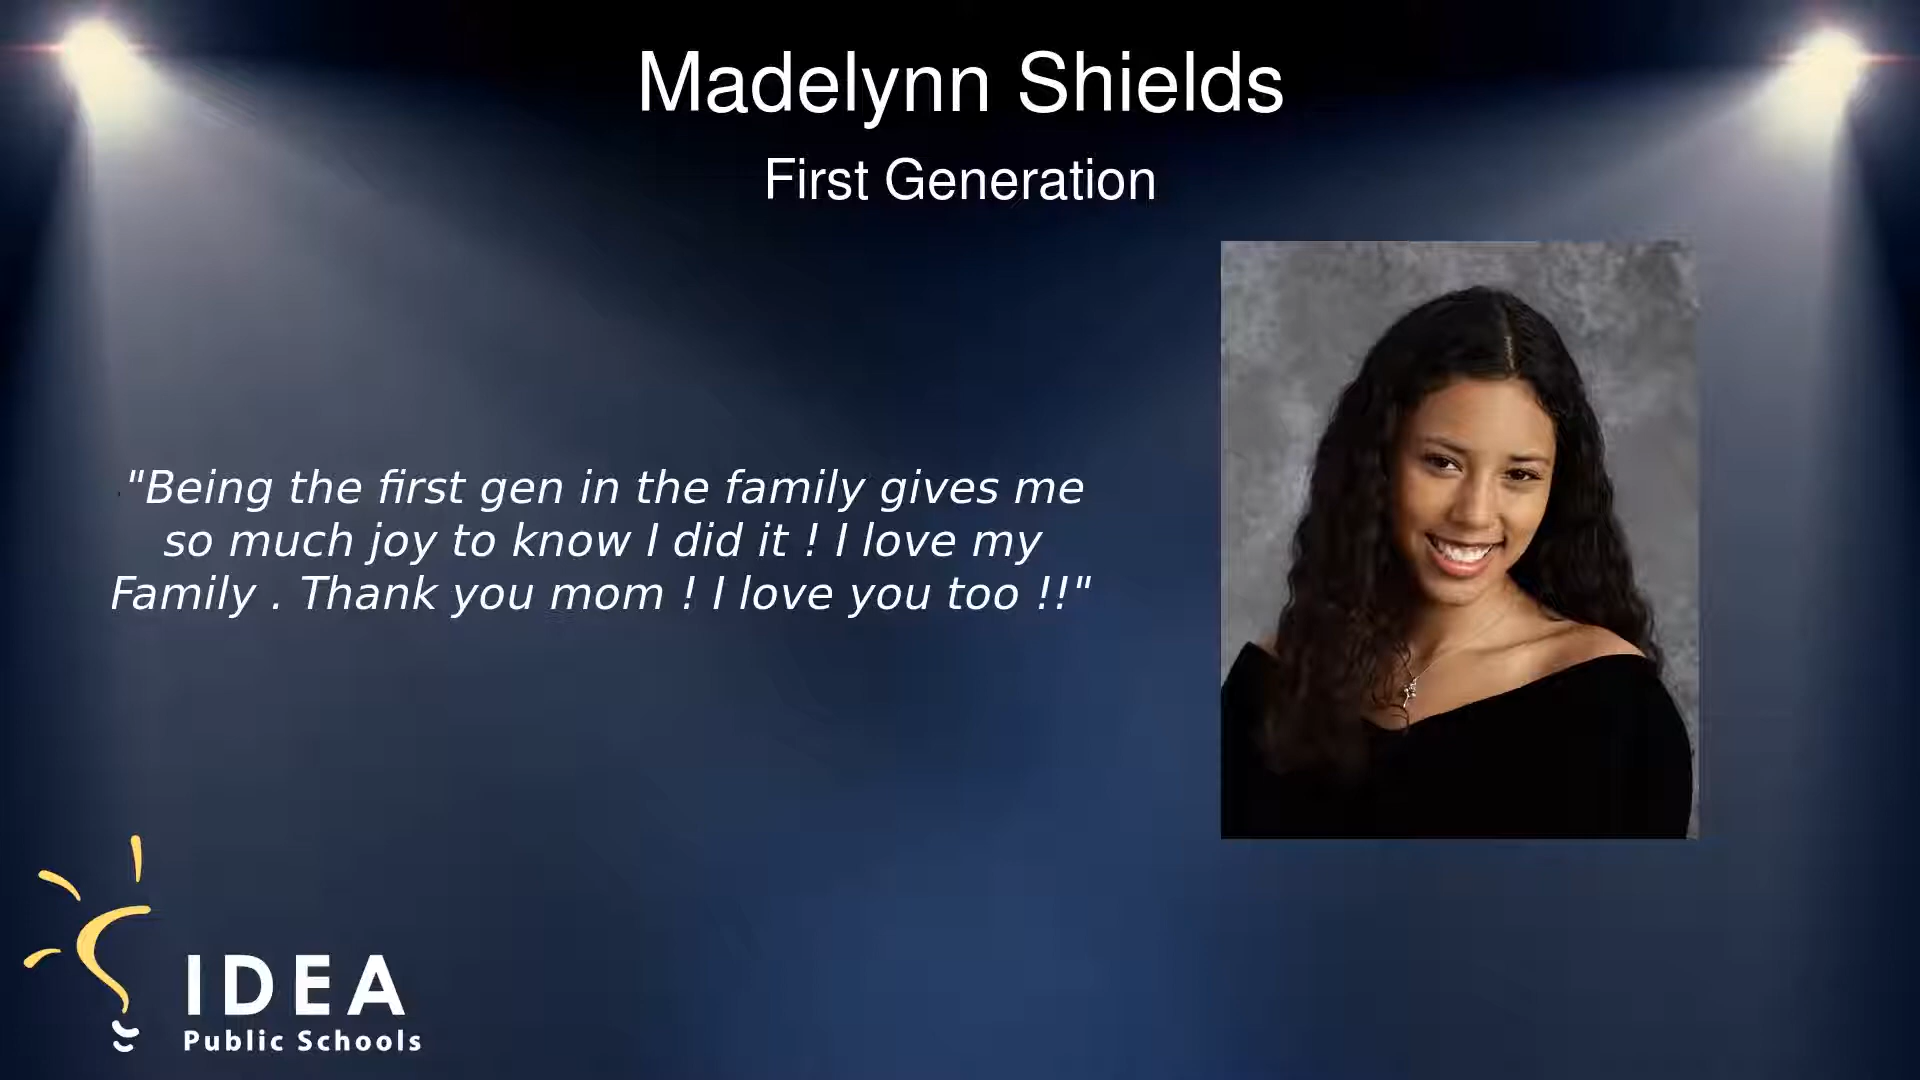 Madelynn Shields
First Generation
"Being the first gen in the family gives me
so much joy to know I did it ! I love my
Family . Thank you mom ! I love you too !!"
IDEA
Public Schools